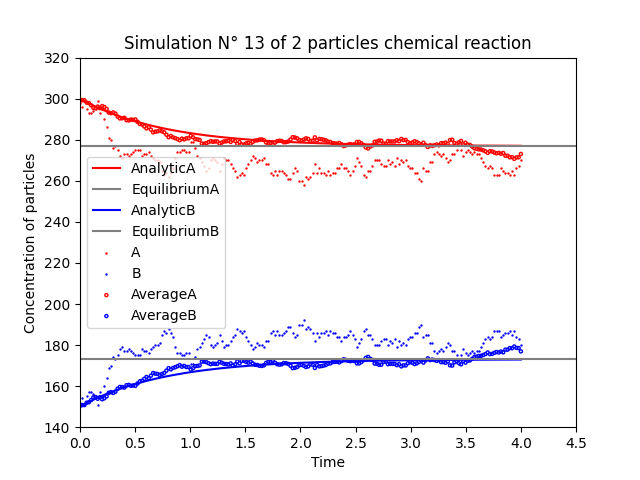 Simulation N° 13 of 2 particles chemical reaction
Concentration of particles
320
300
280
260
240
220
200
180
160
140
AnalyticA
EquilibriumA
AnalyticB
EquilibriumB
A
B
AverageA
AverageB
0.0 0.5 1.0 1.5 2.0 2.5 3.0 3.5 4.0 4.5
Time